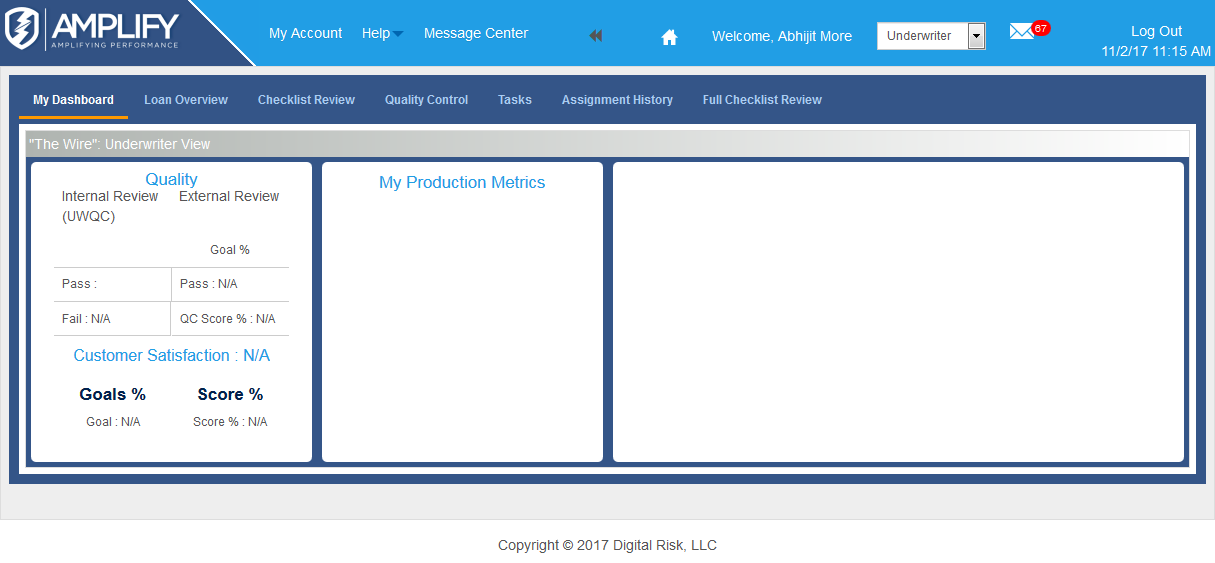 AMPLIFY
AMPLIFYING PERFORMANCE
My Account Help Message Center Welcome, Abhijit More Underwriter 67 Log Out
11/2/17 11:15 AM
My Dashboard Loan Overview Checklist Review Quality Control Tasks Assignment History Full Checklist Review
"The Wire": Underwriter View
Quality
Internal Review (UWQC) External Review
Goal %
Pass : Pass : N/A
Fail : N/A QC Score % : N/A
Customer Satisfaction : N/A
Goals % Score %
Goal : N/A Score % : N/A
My Production Metrics
Copyright © 2017 Digital Risk, LLC